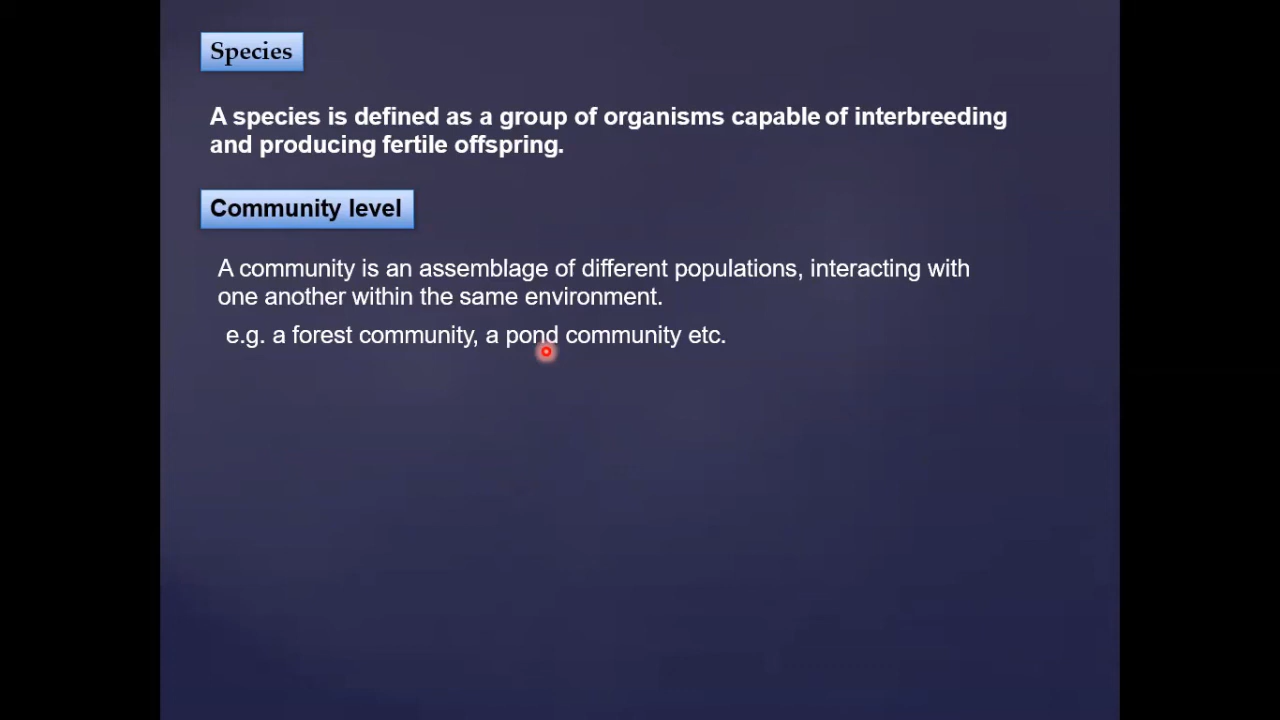 Species
A species is defined as a group of organisms capable of interbreeding
and producing fertile offspring.
Community level
A community is an assemblage of different populations, interacting with
one another within the same environment.
e.g. a forest community, a pond community etc.